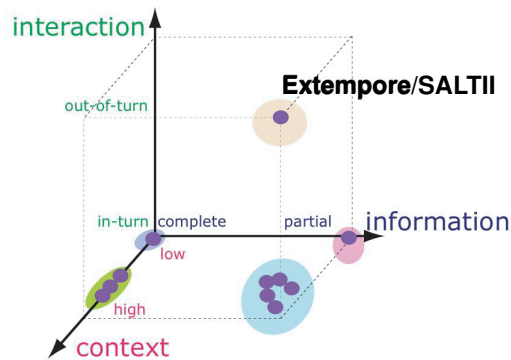 interaction
Extempore/SALTII
out-of-turn
in-turn complete partial information
low
high
context